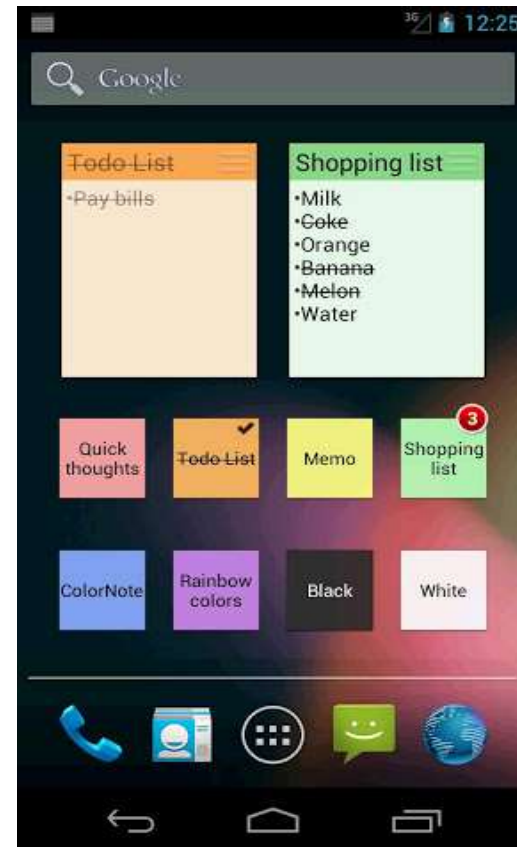 3G 12:25
Google
Todo List
•Pay bills
Shopping list
•Milk
•Coke
•Orange
•Banana
•Melon
•Water
Quick
thoughts
Todo List
Memo
3
Shopping
list
ColorNote
Rainbow
colors
Black
White